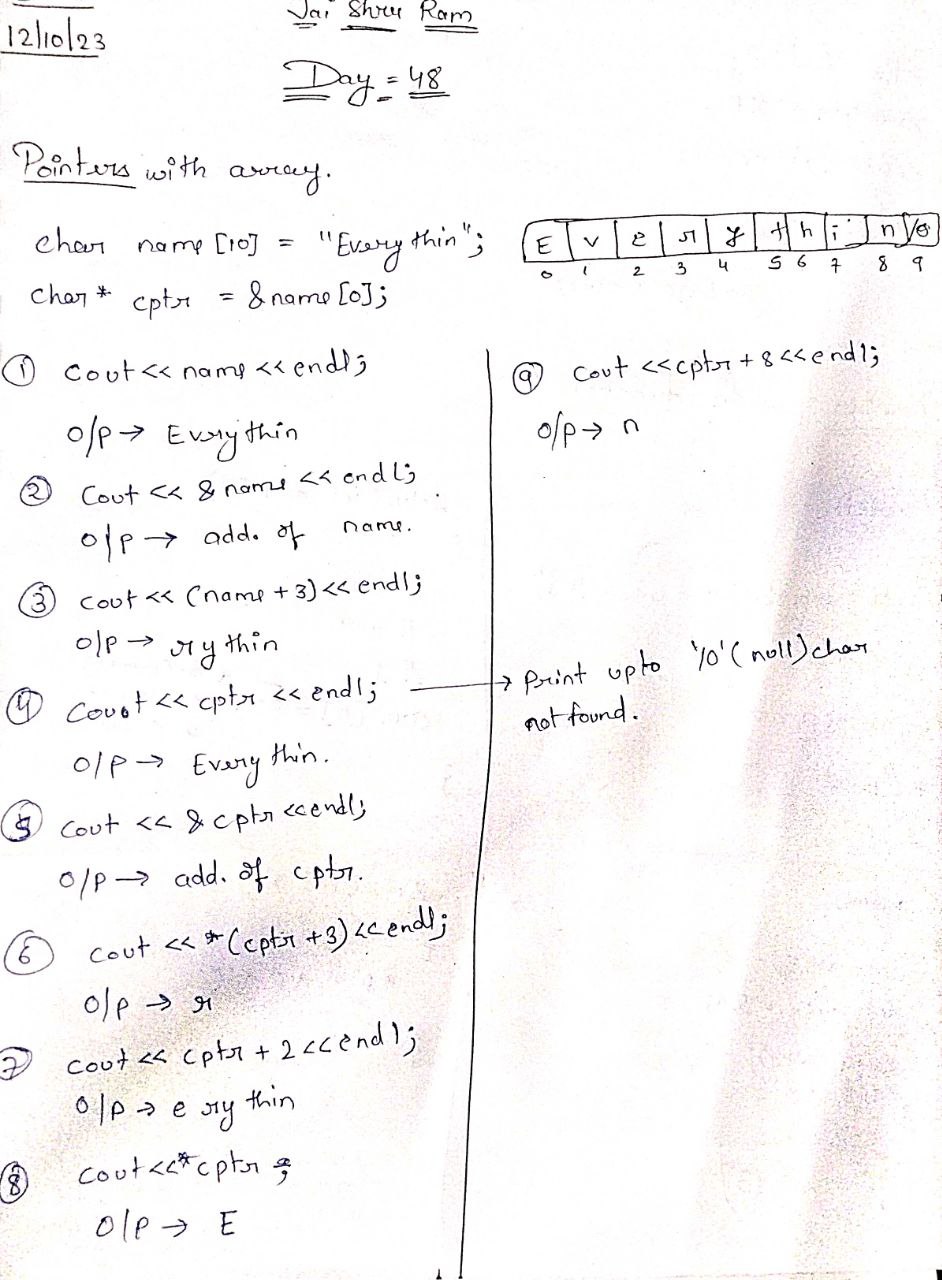 12/10/23
Jai Shree Ram
Day = 48
Pointers with array.
char name [10] = "Every thin";
E v e r y t h i n \0
0 1 2 3 4 5 6 7 8 9
char * cptr = &name [0];
① cout << name << endl;
o/p → Everythin
② Cout << & name << endl;
o/p → add. of name.
③ cout << (name + 3) << endl;
o/p → rythin
④ Couot << cptr << endl; → Print upto '\0' (null) char
not found.
o/p → Every thin.
⑤ cout << & cptr << endl;
o/p → add. of cptr.
⑥ cout << * (cptr + 3) << endl;
o/p → r
⑦ cout << cptr + 2 << endl;
o/p → e ry thin
⑧ cout << *cptr ;
o/p → E
⑨ cout << cptr + 8 << endl;
o/p → n